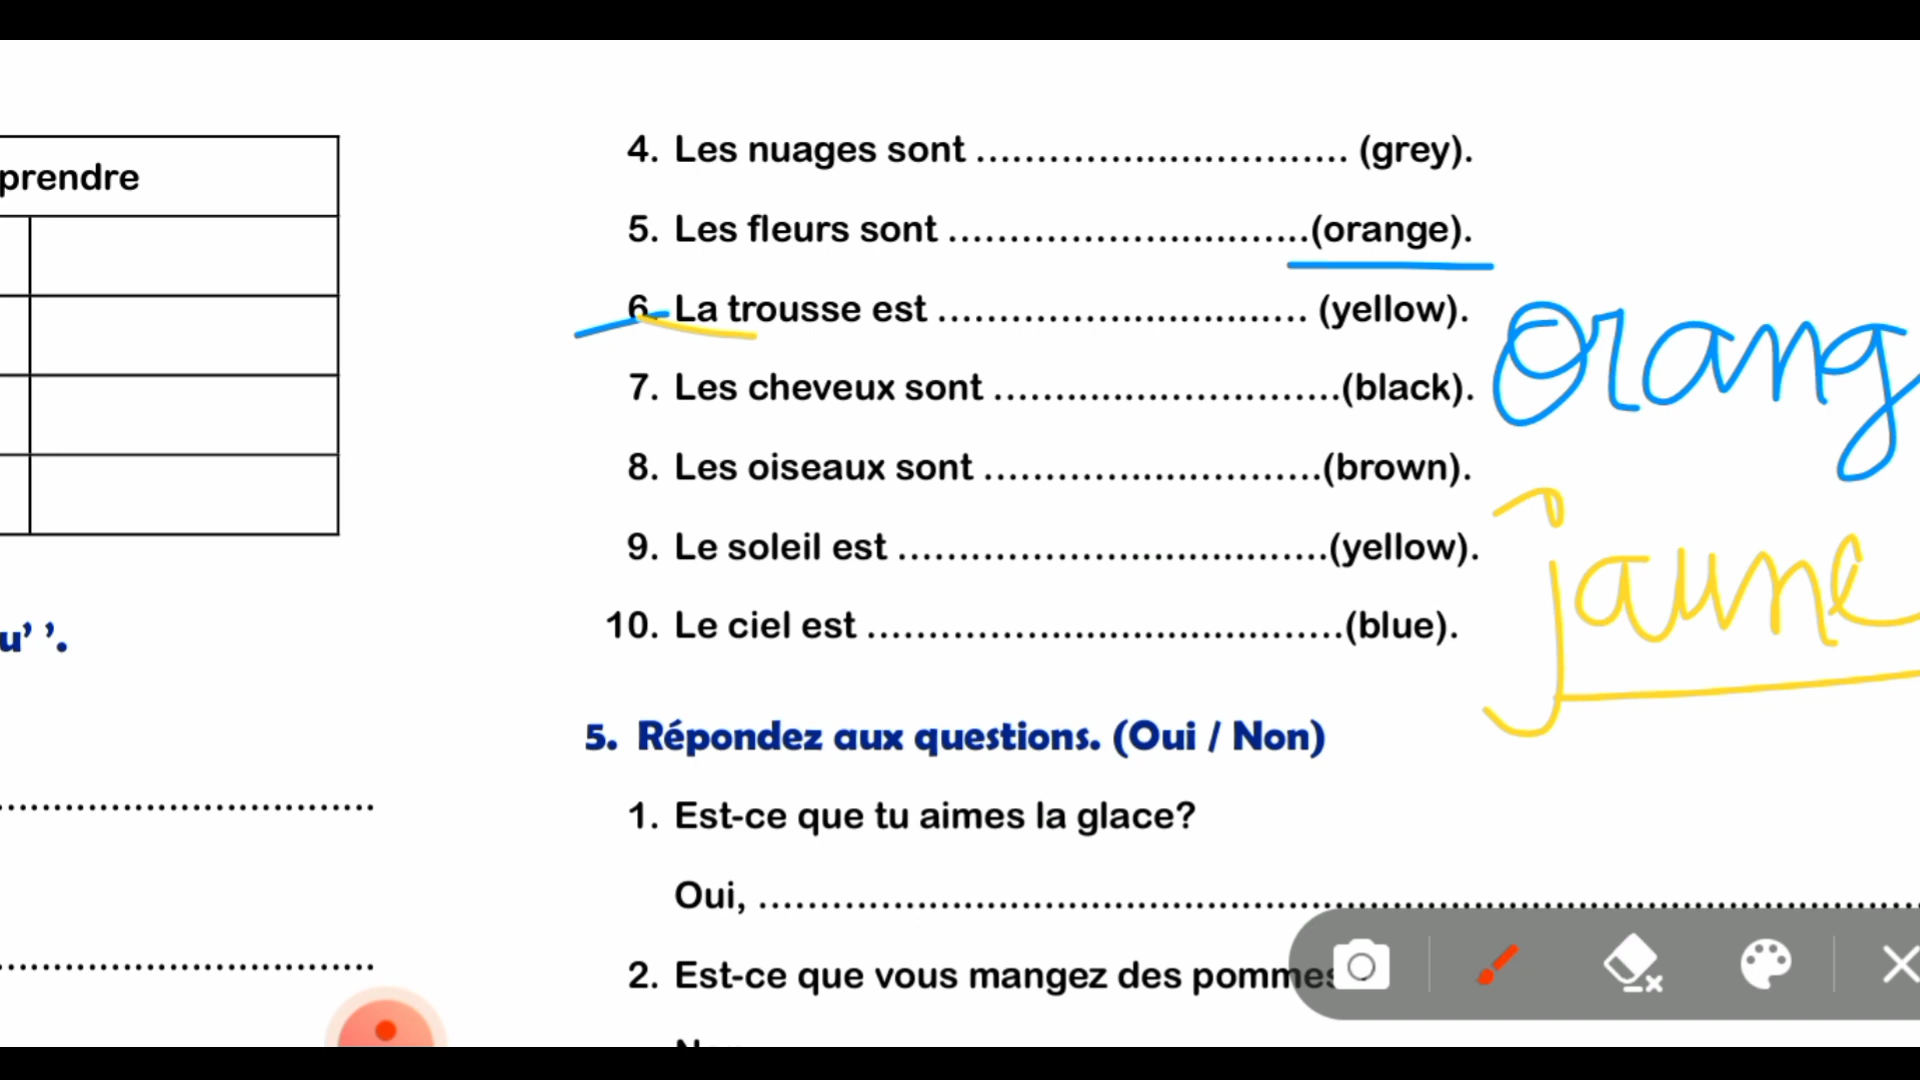 prendre
u’ ’.
4. Les nuages sont .............................. (grey).
5. Les fleurs sont ..............................(orange).
6. La trousse est .............................. (yellow).
7. Les cheveux sont ............................(black).
8. Les oiseaux sont ...........................(brown).
9. Le soleil est ...................................(yellow).
10. Le ciel est .......................................(blue).
orang
jaune
5. Répondez aux questions. (Oui / Non)
1. Est-ce que tu aimes la glace?
Oui, ..............................................................................................
2. Est-ce que vous mangez des pommes